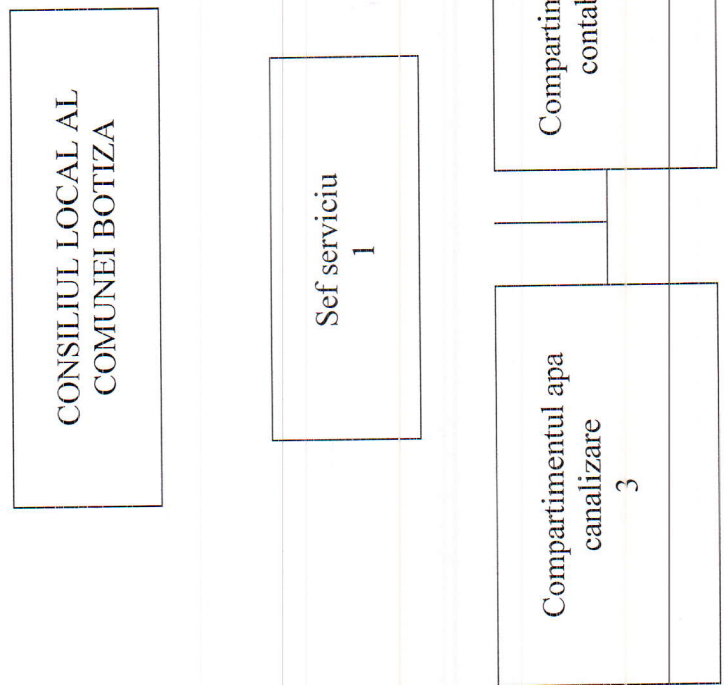 CONSILIUL LOCAL AL
COMUNEI BOTIZA
Sef serviciu
1
Compartimentul apa
canalizare
3